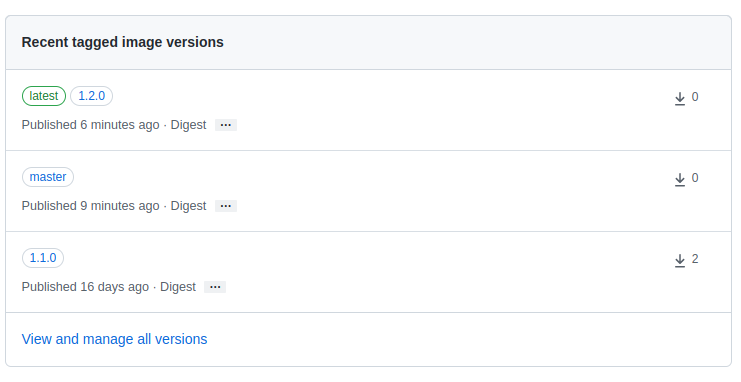 Recent tagged image versions
latest 1.2.0
0
Published 6 minutes ago · Digest ...
master
0
Published 9 minutes ago · Digest ...
1.1.0
2
Published 16 days ago · Digest ...
View and manage all versions